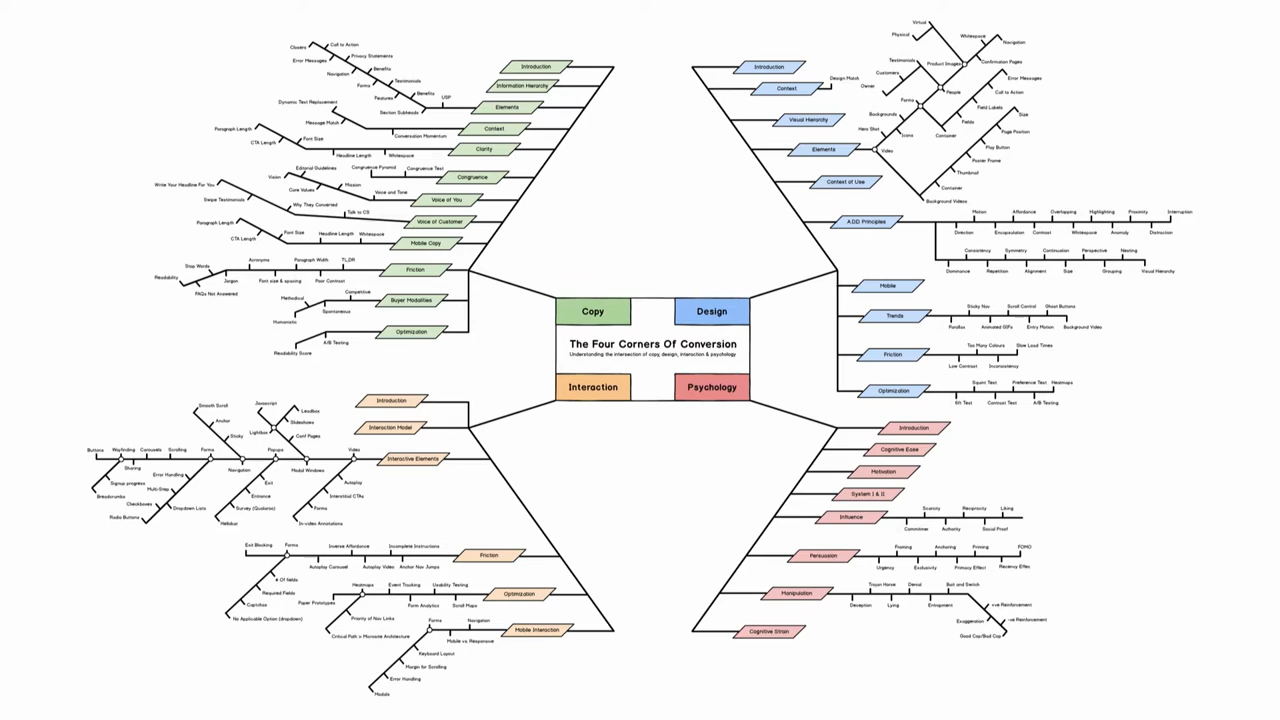 The Four Corners Of Conversion
Understanding the intersection of copy, design, interaction & psychology
Copy
Introduction
Information Hierarchy
Elements
Closers
Call to Action
Error Messages
Privacy Statements
Navigation
Benefits
Forms
Testimonials
Features
Benefits
Section Subheads
USP
Context
Dynamic Text Replacement
Message Match
Conversation Momentum
Clarity
Paragraph Length
CTA Length
Font Size
Headline Length
Whitespace
Congruence
Congruence Pyramid
Congruence Test
Voice of You
Editorial Guidelines
Vision
Core Values
Mission
Voice and Tone
Voice of Customer
Write Your Headline For You
Swipe Testimonials
Why They Converted
Talk to CS
Mobile Copy
Paragraph Length
CTA Length
Font Size
Headline Length
Whitespace
Friction
Stop Words
Readability
FAQs Not Answered
Acronyms
Jargon
Font size & spacing
Paragraph Width
Poor Contrast
TL;DR
Buyer Modalities
Methodical
Humanistic
Competitive
Spontaneous
Optimization
A/B Testing
Readability Score
Design
Introduction
Context
Design Match
Visual Hierarchy
Elements
Virtual
Physical
Product Images
Whitespace
Navigation
Confirmation Pages
Testimonials
Customery
Owner
People
Error Messages
Call to Action
Forms
Field Labels
Fields
Container
Backgrounds
Hero Shot
Icons
Video
Size
Page Position
Play Button
Poster Frame
Thumbnail
Container
Background Videos
Context of Use
A.D.D Principles
Motion
Affordance
Overlapping
Highlighting
Proximity
Interruption
Direction
Encapsulation
Contrast
Whitespace
Anomaly
Distraction
Consistency
Symmetry
Continuation
Perspective
Nesting
Dominance
Repetition
Alignment
Size
Grouping
Visual Hierarchy
Mobile
Trends
Sticky Nav
Scroll Control
Ghost Buttons
Parallax
Animated GIFs
Entry Motion
Background Video
Friction
Too Many Colours
Slow Load Times
Low Contrast
Inconsistency
Optimization
Squint Test
Preference Test
Heatmaps
Contrast Test
A/B Testing
Interaction
Introduction
Interaction Model
Interactive Elements
Smooth Scroll
Anchor
Sticky
Javascript
Leadbox
Slideshows
Lightbox
Conf Pages
Buttons
Wayfinding
Carousels
Scrolling
Forms
Navigation
Popups
Modal Windows
Video
Sharing
Signup progress
Breadcrumbs
Error Handling
Multi-Step
Checkboxes
Dropdown Lists
Radio Buttons
Exit
Entrance
Survey (Qualaroo)
Hellobar
Autoplay
Interstitial CTAs
Forms
In-video Annotations
Friction
Exit Blocking
Forms
Inverse Affordance
Incomplete Instructions
Autoplay Carousel
Autoplay Video
Anchor Nav Jumps
# Of fields
Required Fields
Captchas
No Applicable Option (dropdown)
Optimization
Heatmaps
Event Tracking
Usability Testing
Paper Prototypes
Form Analytics
Scroll Maps
Priority of Nav Links
Critical Path > Microsite Architecture
Mobile Interaction
Forms
Navigation
Mobile vs Responsive
Keyboard Layout
Margin for Scrolling
Error Handling
Module
Psychology
Introduction
Cognitive Ease
Motivation
System I & II
Influence
Scarcity
Reciprocity
Liking
Commitmer
Authority
Social Proof
Persuasion
Framing
Anchoring
Priming
FOMO
Urgency
Exclusivity
Primacy Effect
Recency Effec
Manipulation
Trojan Horse
Denial
Bait and Switch
Deception
Lying
Entrapment
+ve Reinforcement
-ve Reinforcement
Exaggeration
Good Cop/Bad Cop
Cognitive Strain